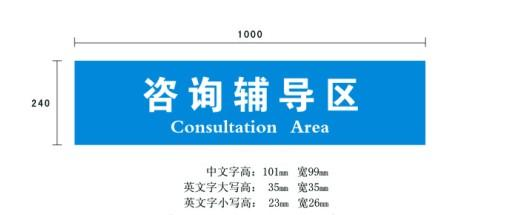 1000
240
咨询辅导区
Consultation Area
中文字高：101mm 宽99mm
英文字大写高： 35mm 宽35mm
英文字小写高： 23mm 宽26mm